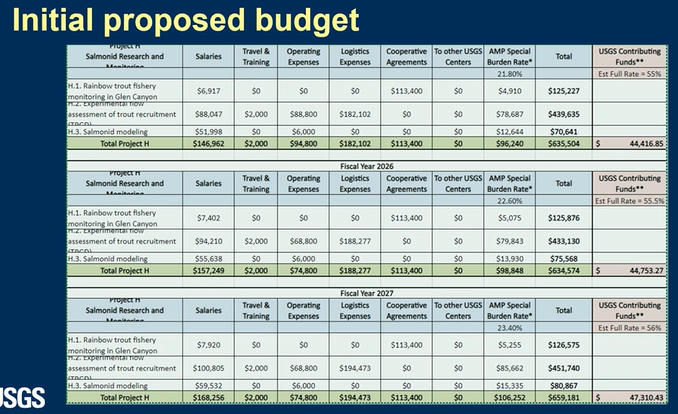 Initial proposed budget
Project H Salaries Travel & Operating Logistics Cooperative To other USGS AMP Special Total USGS Contributing
Salmonid Research and Training Expenses Expenses Agreements Centers Burden Rate* Funds**
Monitoring
21.80% Est Full Rate = 55%
H.1. Rainbow trout fishery
monitoring in Glen Canyon $6,917 $0 $0 $0 $113,400 $0 $4,910 $125,227
H.2. Experimental flow
assessment of trout recruitment $88,047 $2,000 $88,800 $182,102 $0 $0 $78,687 $439,635
(TRGD)
H.3. Salmonid modeling $51,998 $0 $6,000 $0 $0 $0 $12,644 $70,641
Total Project H $146,962 $2,000 $94,800 $182,102 $113,400 $0 $96,240 $635,504 $ 44,416.85
Fiscal Year 2026
Project H Salaries Travel & Operating Logistics Cooperative To other USGS AMP Special Total USGS Contributing
Salmonid Research and Training Expenses Expenses Agreements Centers Burden Rate* Funds**
Monitoring
22.60% Est Full Rate = 55.5%
H.1. Rainbow trout fishery
monitoring in Glen Canyon $7,402 $0 $0 $0 $113,400 $0 $5,075 $125,876
H.2. Experimental flow
assessment of trout recruitment $94,210 $2,000 $68,800 $188,277 $0 $0 $79,843 $433,130
(TRGD)
H.3. Salmonid modeling $55,638 $0 $6,000 $0 $0 $0 $13,930 $75,568
Total Project H $157,249 $2,000 $74,800 $188,277 $113,400 $0 $98,848 $634,574 $ 44,753.27
Fiscal Year 2027
Project H Salaries Travel & Operating Logistics Cooperative To other USGS AMP Special Total USGS Contributing
Salmonid Research and Training Expenses Expenses Agreements Centers Burden Rate* Funds**
Monitoring
23.40% Est Full Rate = 56%
H.1. Rainbow trout fishery
monitoring in Glen Canyon $7,920 $0 $0 $0 $113,400 $0 $5,255 $126,575
H.2. Experimental flow
assessment of trout recruitment $100,805 $2,000 $68,800 $194,473 $0 $0 $85,662 $451,740
(TRGD)
H.3. Salmonid modeling $59,532 $0 $6,000 $0 $0 $0 $15,335 $80,867
Total Project H $168,256 $2,000 $74,800 $194,473 $113,400 $0 $106,252 $659,181 $ 47,310.43
USGS